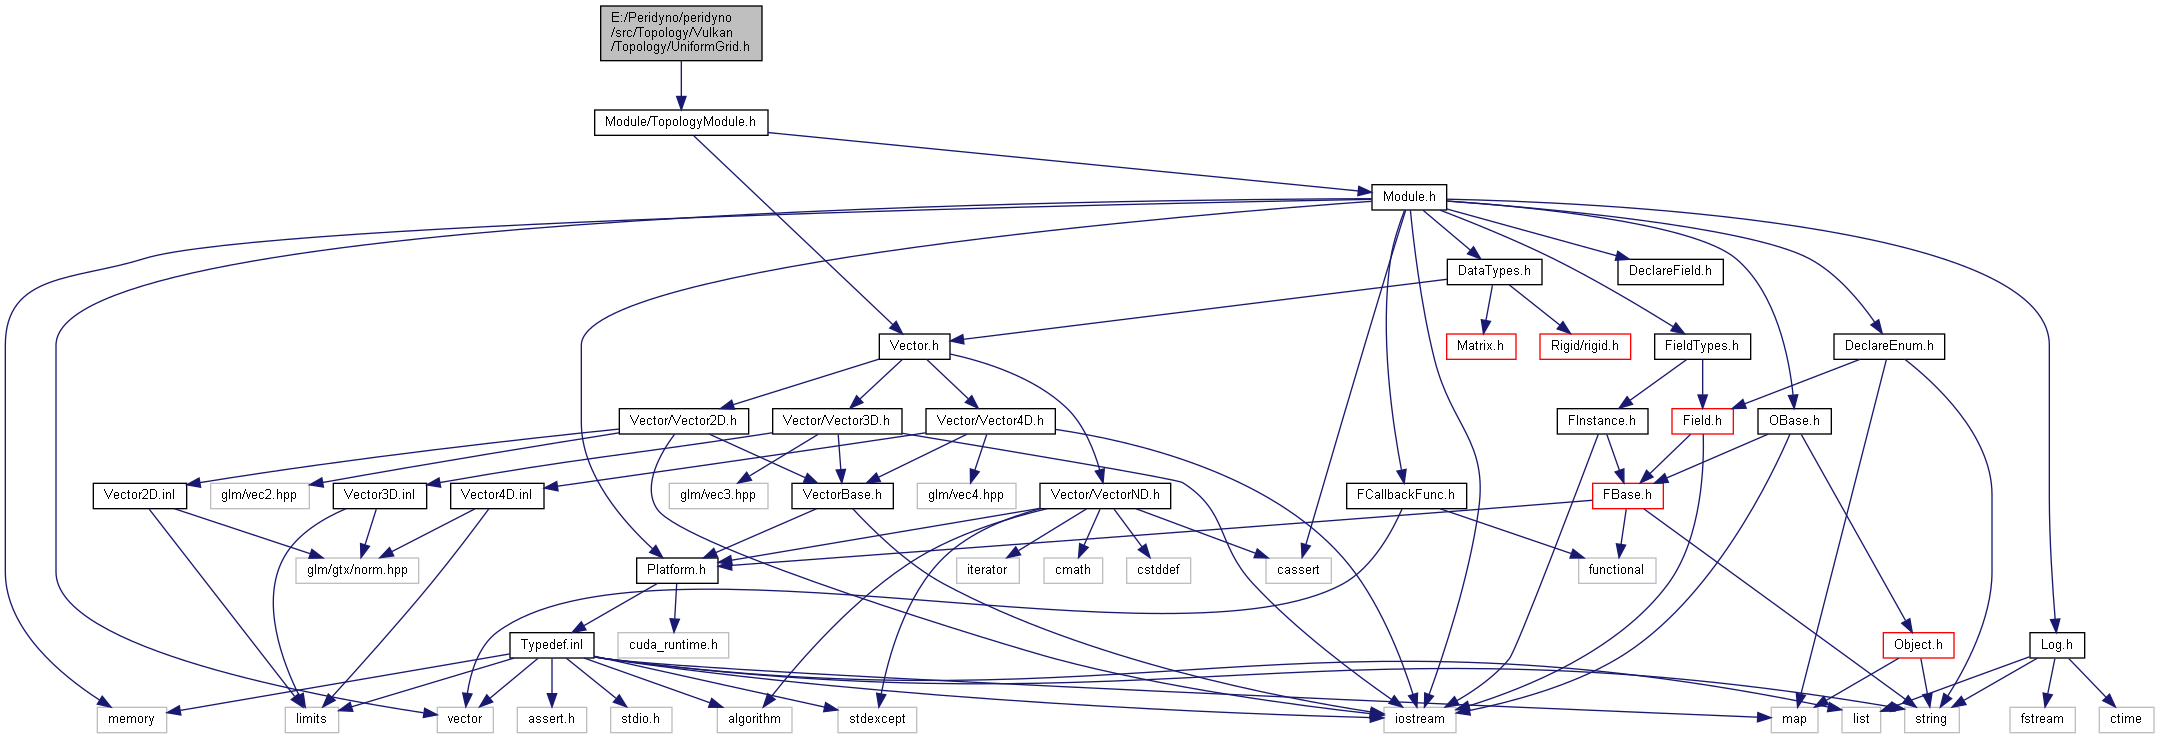 E:/Peridyno/peridyno
/src/Topology/Vulkan
/Topology/UniformGrid.h
Module/TopologyModule.h
Module.h
DataTypes.h
DeclareField.h
Vector.h
Matrix.h
Rigid/rigid.h
FieldTypes.h
DeclareEnum.h
Vector/Vector2D.h
Vector/Vector3D.h
Vector/Vector4D.h
FInstance.h
Field.h
OBase.h
Vector2D.inl
glm/vec2.hpp
Vector3D.inl
Vector4D.inl
glm/vec3.hpp
VectorBase.h
glm/vec4.hpp
Vector/VectorND.h
FCallbackFunc.h
FBase.h
glm/gtx/norm.hpp
Platform.h
iterator
cmath
cstddef
cassert
functional
Typedef.inl
cuda_runtime.h
Object.h
Log.h
memory
limits
vector
assert.h
stdio.h
algorithm
stdexcept
iostream
map
list
string
fstream
ctime